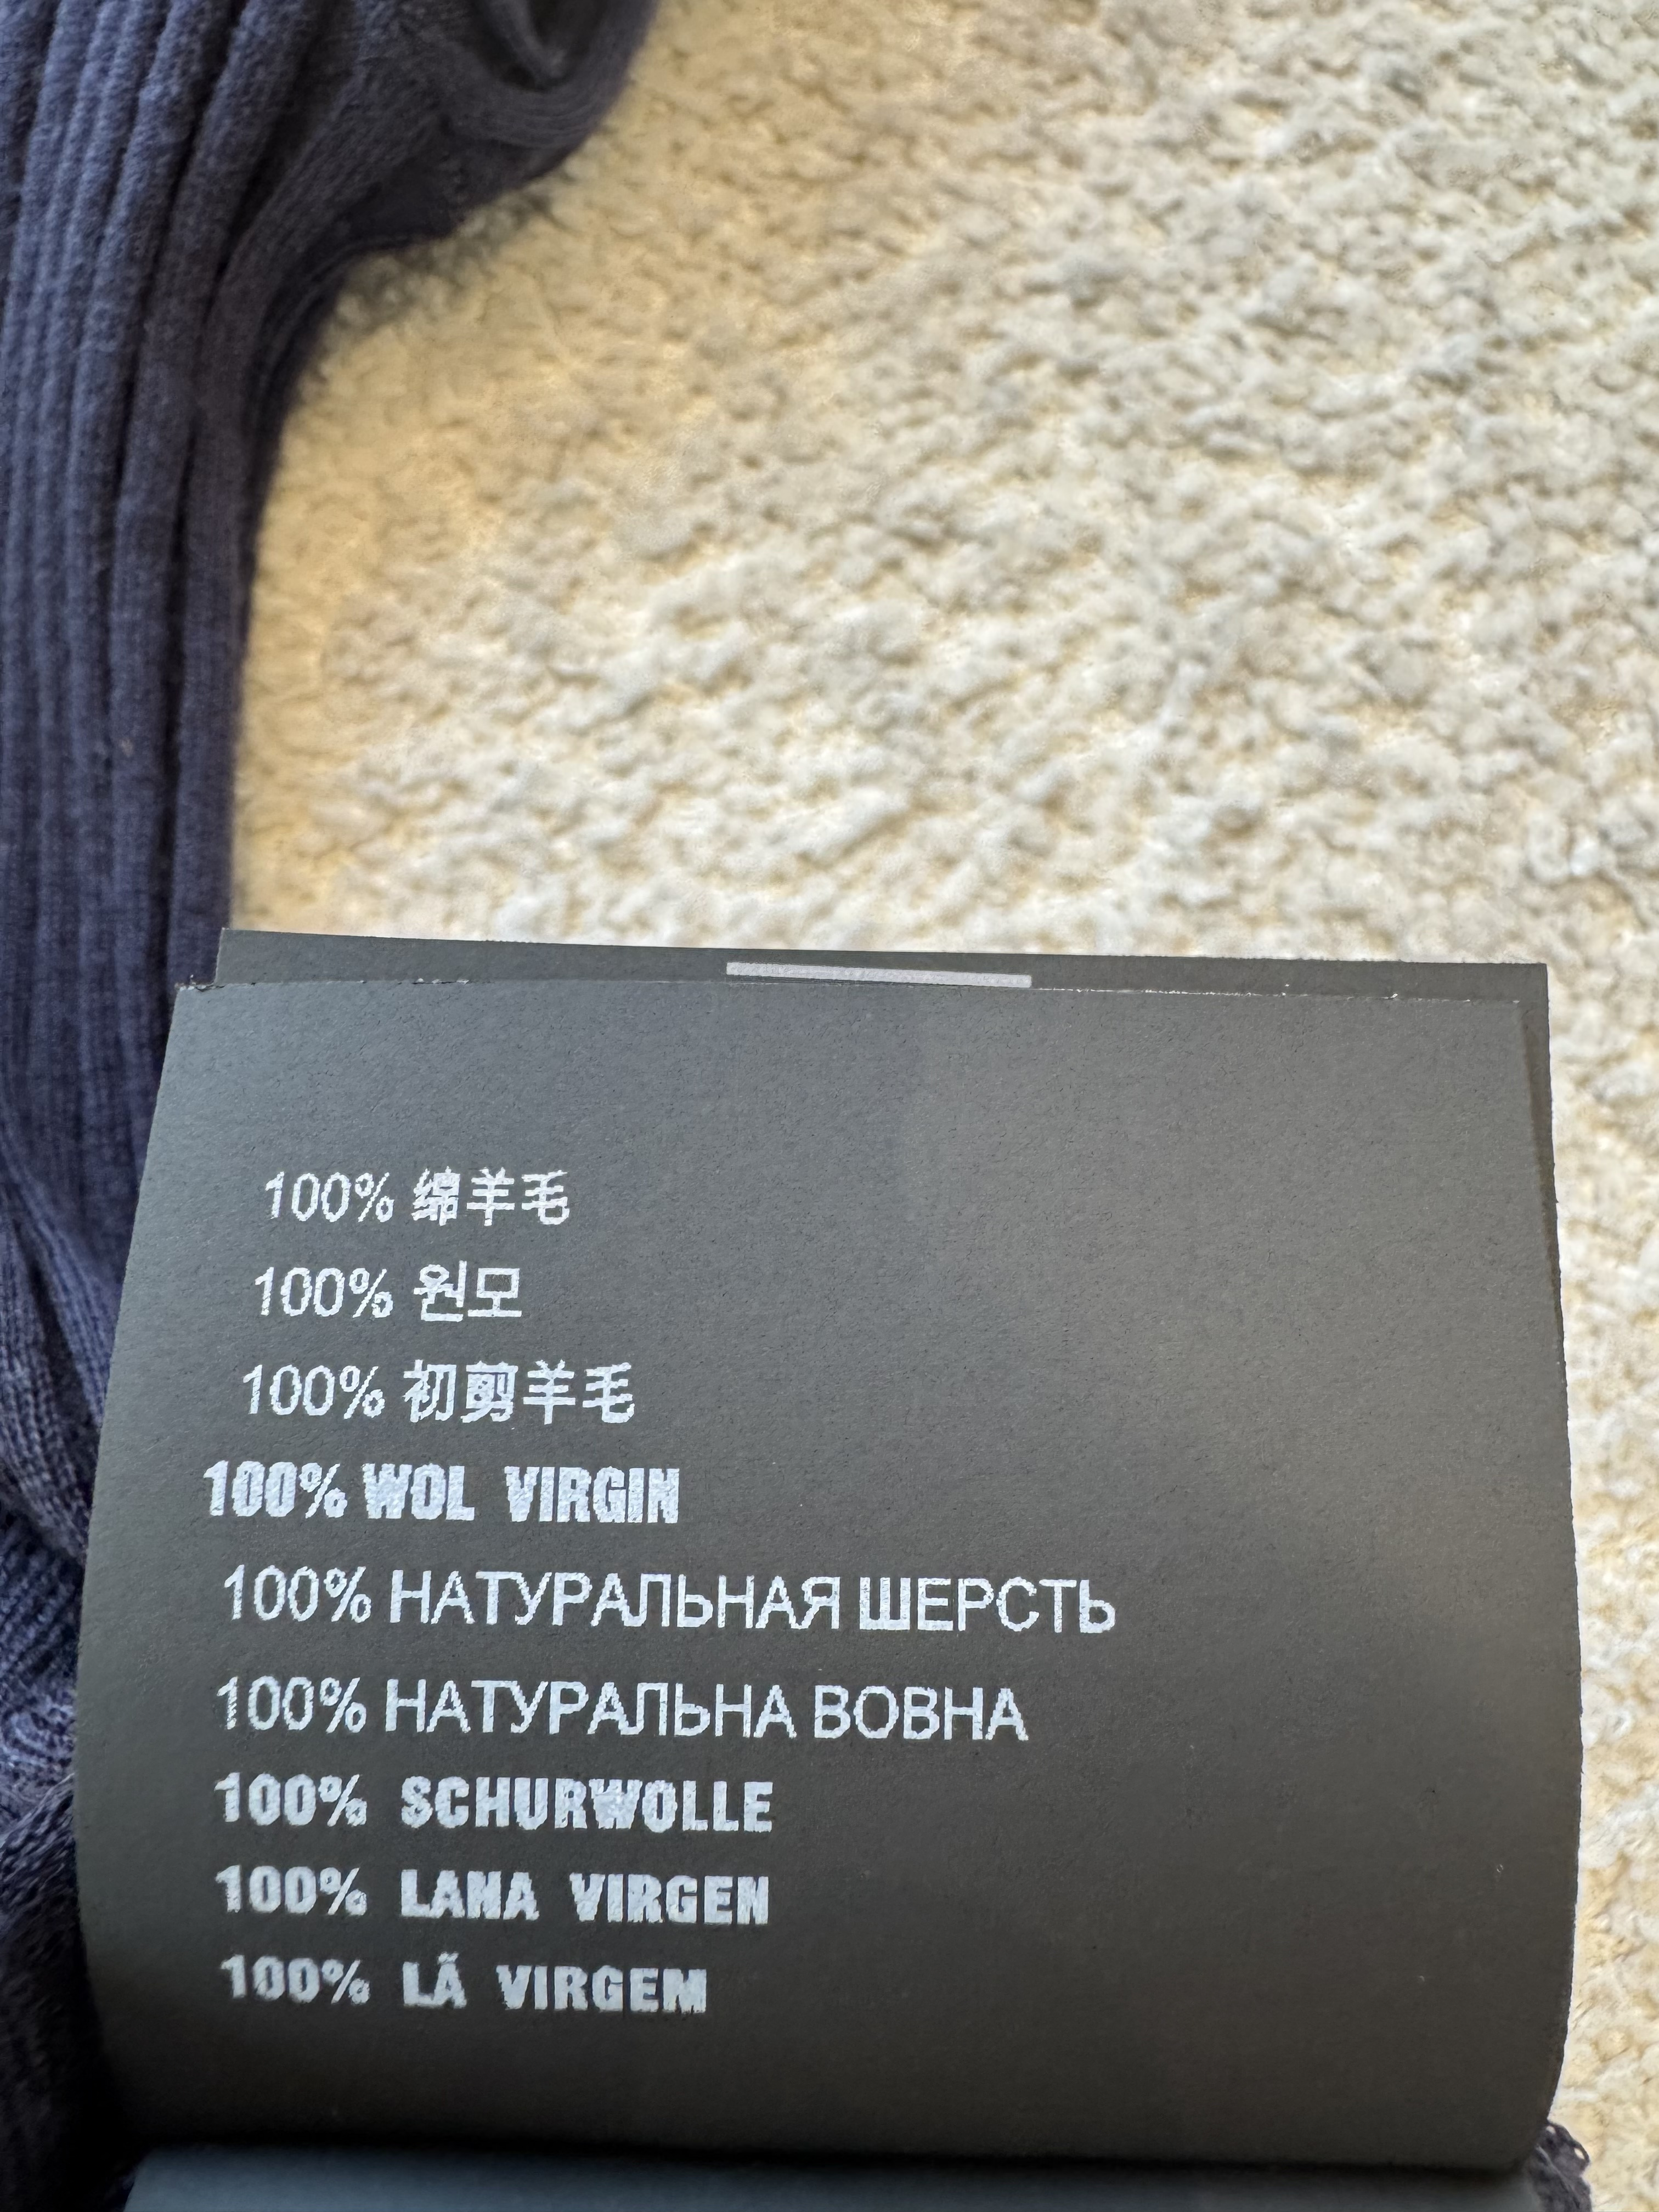 100% 绵羊毛
100% 원모
100% 初剪羊毛
100% WOL VIRGIN
100% НАТУРАЛЬНАЯ ШЕРСТЬ
100% НАТУРАЛЬНА ВОВНА
100% SCHURWOLLE
100% LANA VIRGEN
100% LÃ VIRGEM